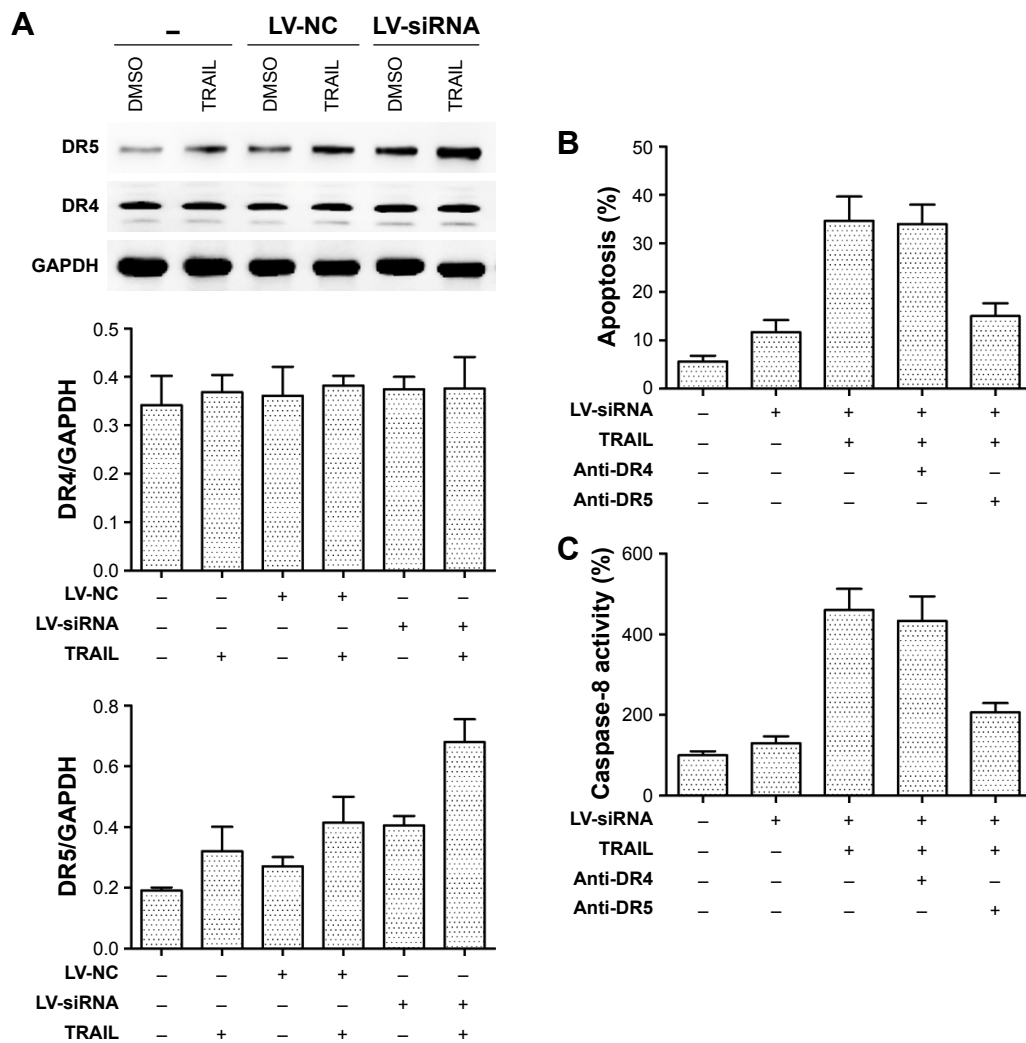 A
– LV-NC LV-siRNA
DMSO TRAIL DMSO TRAIL DMSO TRAIL
DR5
DR4
GAPDH
DR4/GAPDH
0.5
0.4
0.3
0.2
0.1
0.0
LV-NC – – + + – –
LV-siRNA – – – – + +
TRAIL – + – + – +
DR5/GAPDH
0.8
0.6
0.4
0.2
0.0
LV-NC – – + + – –
LV-siRNA – – – – + +
TRAIL – + – + – +
B
Apoptosis (%)
50
40
30
20
10
0
LV-siRNA – + + + +
TRAIL – – + + +
Anti-DR4 – – – + –
Anti-DR5 – – – – +
C
Caspase-8 activity (%)
600
400
200
0
LV-siRNA – + + + +
TRAIL – – + + +
Anti-DR4 – – – + –
Anti-DR5 – – – – +